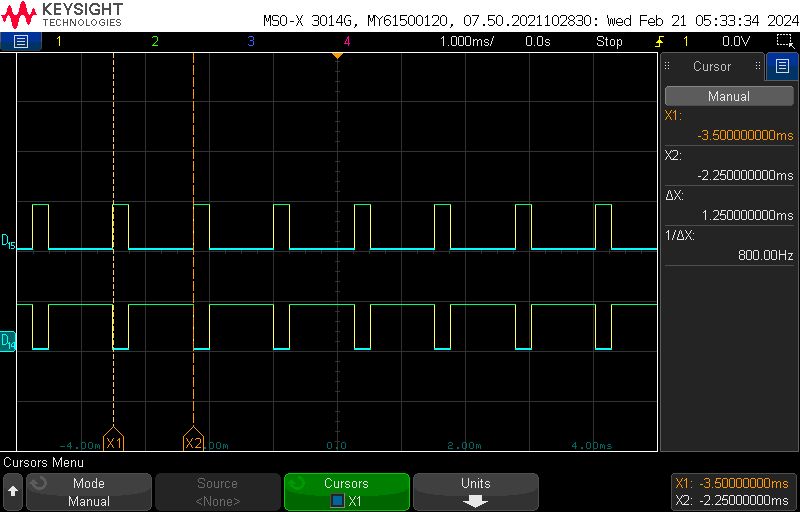 KEYSIGHT
TECHNOLOGIES
MSO-X 3014G, MY61500120, 07.50.2021102830: Wed Feb 21 05:33:34 2024
1 2 3 4 1.000ms/ 0.0s Stop 1 0.0V
Cursor
Manual
X1:
-3.500000000ms
X2:
-2.250000000ms
ΔX:
1.250000000ms
1/ΔX:
800.00Hz
D15
D14
-4.00m X1 X2 .00m 0.0 2.00m 4.00ms
Cursors Menu
Mode
Manual
Source
<None>
Cursors
X1
Units
X1: -3.500000000ms
X2: -2.250000000ms